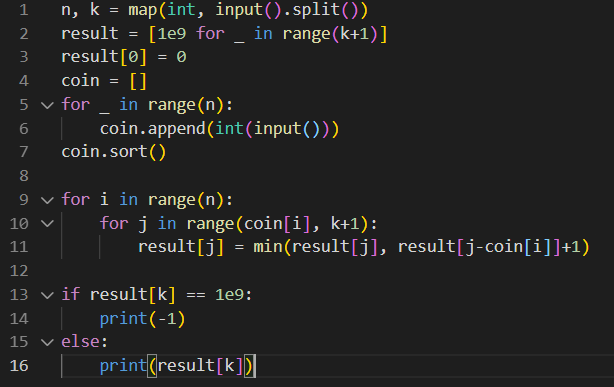 1 n, k = map(int, input().split())
2 result = [1e9 for _ in range(k+1)]
3 result[0] = 0
4 coin = []
5 for _ in range(n):
6     coin.append(int(input()))
7 coin.sort()
8
9 for i in range(n):
10     for j in range(coin[i], k+1):
11         result[j] = min(result[j], result[j-coin[i]]+1)
12
13 if result[k] == 1e9:
14     print(-1)
15 else:
16     print(result[k])